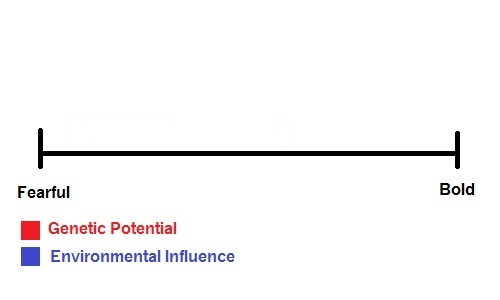 Fearful
Bold
Genetic Potential
Environmental Influence